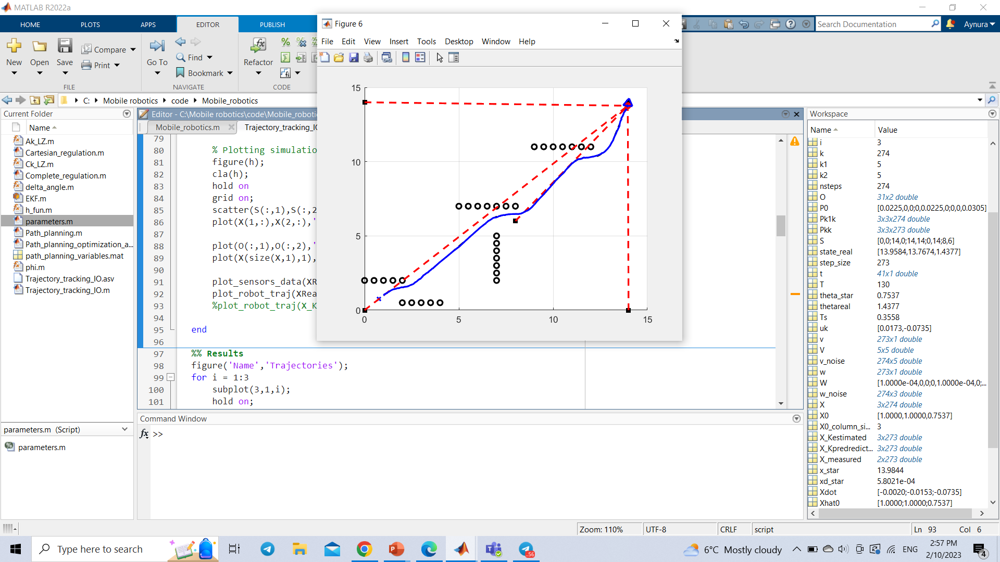 MATLAB R2022a
HOME PLOTS APPS EDITOR PUBLISH
Search Documentation
Aynura
New Open Save Compare Print
Go To Find Bookmark
Refactor
FILE NAVIGATE CODE
Figure 6
File Edit View Insert Tools Desktop Window Help
15
10
5
0
0 5 10 15
C: Mobile robotics code Mobile_robotics
Current Folder
Name
Ak_LZ.m
Cartesian_regulation.m
Ck_LZ.m
Complete_regulation.m
delta_angle.m
EKF.m
h_fun.m
parameters.m
Path_planning.m
Path_planning_optimization_a...
path_planning_variables.mat
phi.m
Trajectory_tracking_IO.asv
Trajectory_tracking_IO.m
parameters.m (Script)
parameters.m
Editor - C:\Mobile robotics\code\Mobile_roboti
Mobile_robotics.m Trajectory_tracking_IO
79
80 % Plotting simulatio
81 figure(h);
82 cla(h);
83 hold on
84 grid on;
85 scatter(S(:,1),S(:,2
86 plot(X(1,:),X(2,:),'
87
88 plot(O(:,1),O(:,2),'
89 plot(X(size(X,1),1),
90
91 plot_sensors_data(XR
92 plot_robot_traj(XRea
93 %plot_robot_traj(X_K
94
95 end
96
97 %% Results
98 figure('Name','Trajectories');
99 for i = 1:3
100 subplot(3,1,i);
101 hold on;
Command Window
fx >>
Workspace
Name Value
i 3
k 274
k1 5
k2 5
nsteps 274
O 31x2 double
P0 [0.0225,0,0;0,0.0225,0;0,0,0.0305]
Pk1k 3x3x274 double
Pkk 3x3x273 double
S [0,0;14,0;14,14;0,14;8,6]
state_real [13.9584,13.7674,1.4377]
step_size 273
t 41x1 double
T 130
theta_star 0.7537
thetareal 1.4377
Ts 0.3558
uk [0.0173,-0.0735]
v 273x1 double
V 5x5 double
v_noise 274x5 double
w 273x1 double
W [1.0000e-04,0,0;0,1.0000e-04,0;...
w_noise 274x3 double
X 3x274 double
X0 [1.0000,1.0000,0.7537]
X0_column_si... 3
X_Kestimated 3x273 double
X_Kpredredict... 3x273 double
X_measured 2x273 double
x_star 13.9844
xd_star 5.8021e-04
Xdot [-0.0020;-0.0153;-0.0735]
Xhat0 [1.0000;1.0000;0.7537]
Zoom: 110% UTF-8 CRLF script Ln 93 Col 6
Type here to search
56
6°C Mostly cloudy
ENG
2:57 PM
2/10/2023
4